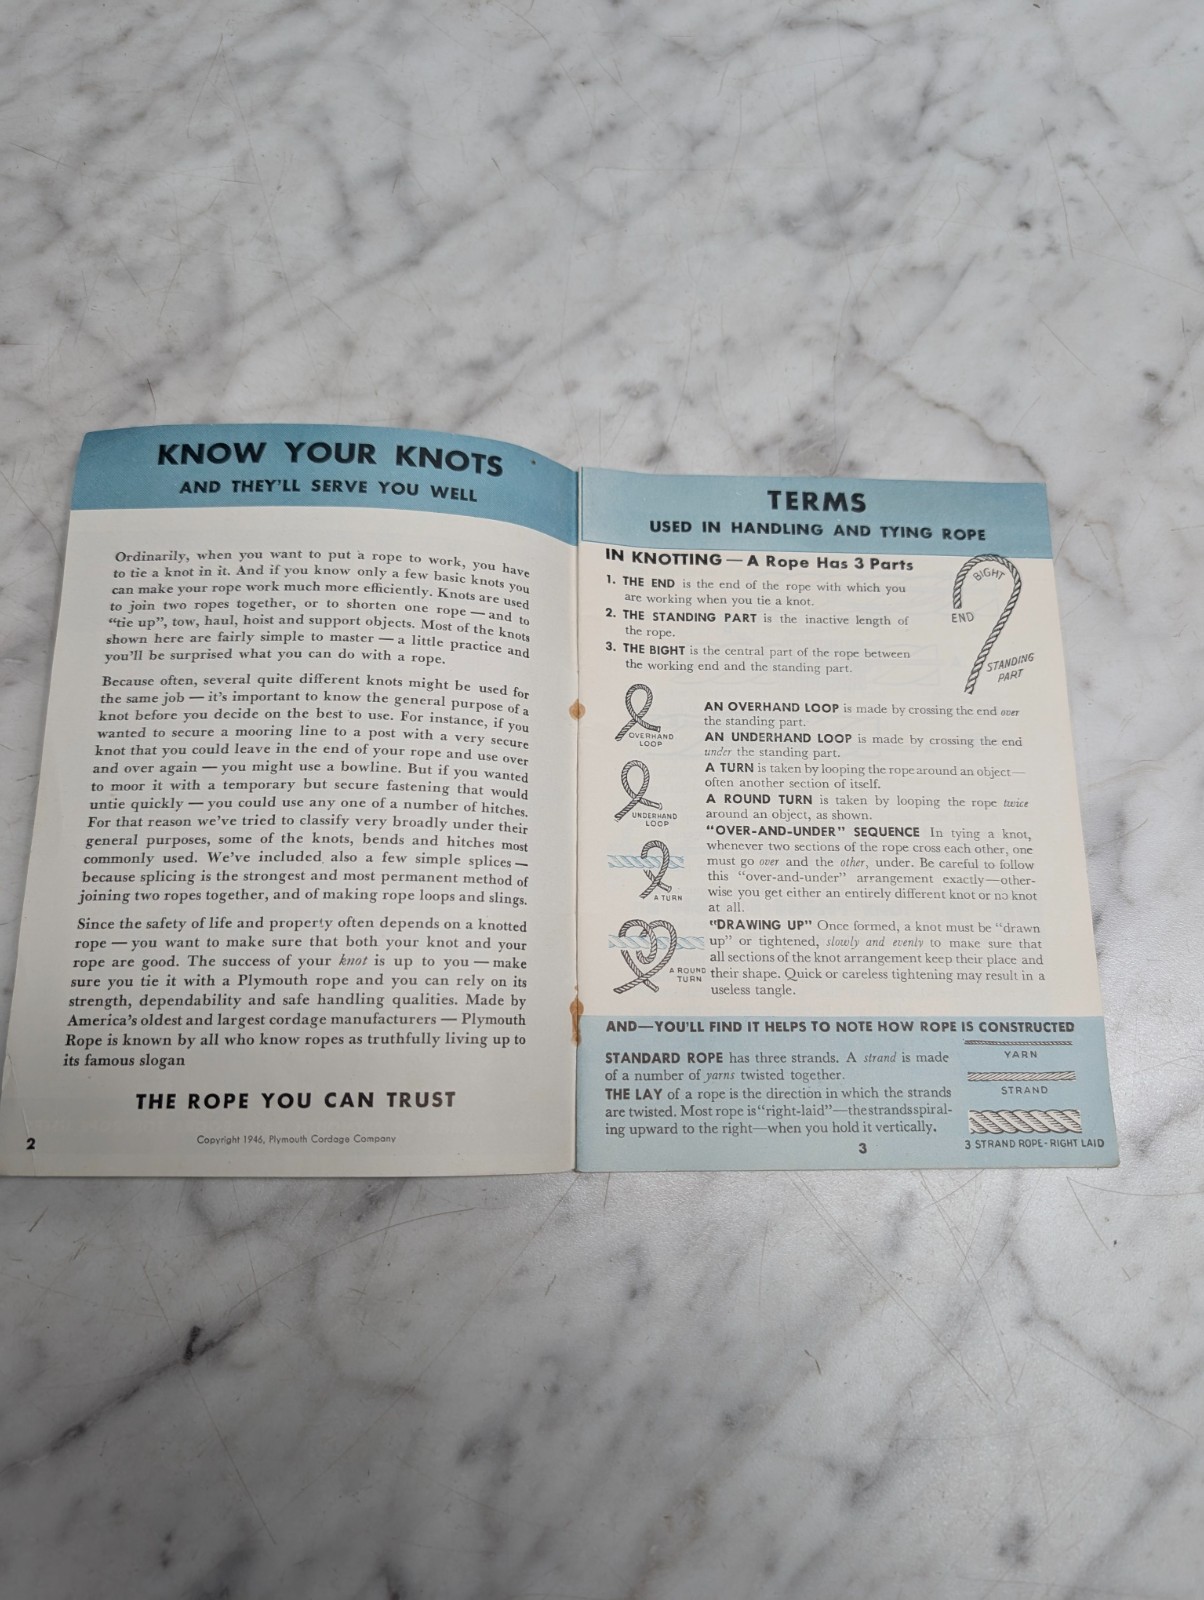 KNOW YOUR KNOTS
AND THEY'LL SERVE YOU WELL
Ordinarily, when you want to put a rope to work, you have
to tie a knot in it. And if you know only a few basic knots you
can make your rope work much more efficiently. Knots are used
to join two ropes together, or to shorten one rope — and to
"tie up", tow, haul, hoist and support objects. Most of the knots
shown here are fairly simple to master — a little practice and
you'll be surprised what you can do with a rope.
Because often, several quite different knots might be used for
the same job — it's important to know the general purpose of a
knot before you decide on the best to use. For instance, if you
wanted to secure a mooring line to a post with a very secure
knot that you could leave in the end of your rope and use over
and over again — you might use a bowline. But if you wanted
to moor it with a temporary but secure fastening that would
untie quickly — you could use any one of a number of hitches.
For that reason we've tried to classify very broadly under their
general purposes, some of the knots, bends and hitches most
commonly used. We've included also a few simple splices —
because splicing is the strongest and most permanent method of
joining two ropes together, and of making rope loops and slings.
Since the safety of life and property often depends on a knotted
rope — you want to make sure that both your knot and your
rope are good. The success of your knot is up to you — make
sure you tie it with a Plymouth rope and you can rely on its
strength, dependability and safe handling qualities. Made by
America's oldest and largest cordage manufacturers — Plymouth
Rope is known by all who know ropes as truthfully living up to
its famous slogan
THE ROPE YOU CAN TRUST
Copyright 1946, Plymouth Cordage Company
2
TERMS
USED IN HANDLING AND TYING ROPE
IN KNOTTING — A Rope Has 3 Parts
1. THE END is the end of the rope with which you
are working when you tie a knot.
2. THE STANDING PART is the inactive length of
the rope.
3. THE BIGHT is the central part of the rope between
the working end and the standing part.
BIGHT
END
STANDING
PART
OVERHAND
LOOP
AN OVERHAND LOOP is made by crossing the end over
the standing part.
AN UNDERHAND LOOP is made by crossing the end
under the standing part.
A TURN is taken by looping the rope around an object—
often another section of itself.
A ROUND TURN is taken by looping the rope twice
around an object, as shown.
UNDERHAND
LOOP
"OVER-AND-UNDER" SEQUENCE In tying a knot,
whenever two sections of the rope cross each other, one
must go over and the other, under. Be careful to follow
this "over-and-under" arrangement exactly—other-
wise you get either an entirely different knot or no knot
at all.
A TURN
"DRAWING UP" Once formed, a knot must be "drawn
up" or tightened, slowly and evenly to make sure that
all sections of the knot arrangement keep their place and
their shape. Quick or careless tightening may result in a
useless tangle.
A ROUND
TURN
AND—YOU'LL FIND IT HELPS TO NOTE HOW ROPE IS CONSTRUCTED
STANDARD ROPE has three strands. A strand is made
of a number of yarns twisted together.
THE LAY of a rope is the direction in which the strands
are twisted. Most rope is "right-laid"—the strands spiral-
ing upward to the right—when you hold it vertically.
YARN
STRAND
3 STRAND ROPE-RIGHT LAID
3